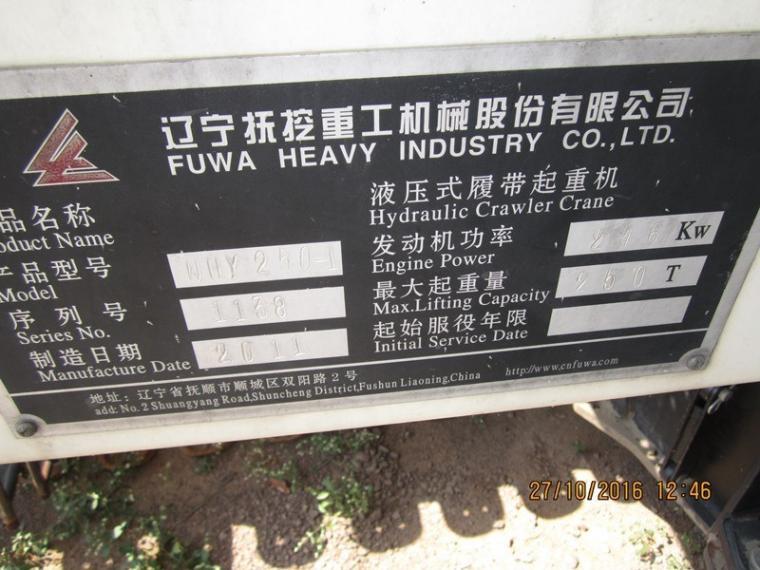 辽宁抚挖重工机械股份有限公司
FUWA HEAVY INDUSTRY CO.,LTD.
品名称
oduct Name
液压式履带起重机
Hydraulic Crawler Crane
产品型号
Model
发动机功率
Engine Power
Kw
序列号 1138
Series No.
最大起重量 250 T
Max.Lifting Capacity
制造日期 2011
Manufacture Date
起始服役年限
Initial Service Date
地址: 辽宁省抚顺市顺城区双阳路2号 http://www.cnfuwa.com
add: No.2 Shuangyang Road,Shuncheng District,Fushun Liaoning,China
27/10/2016 12:46